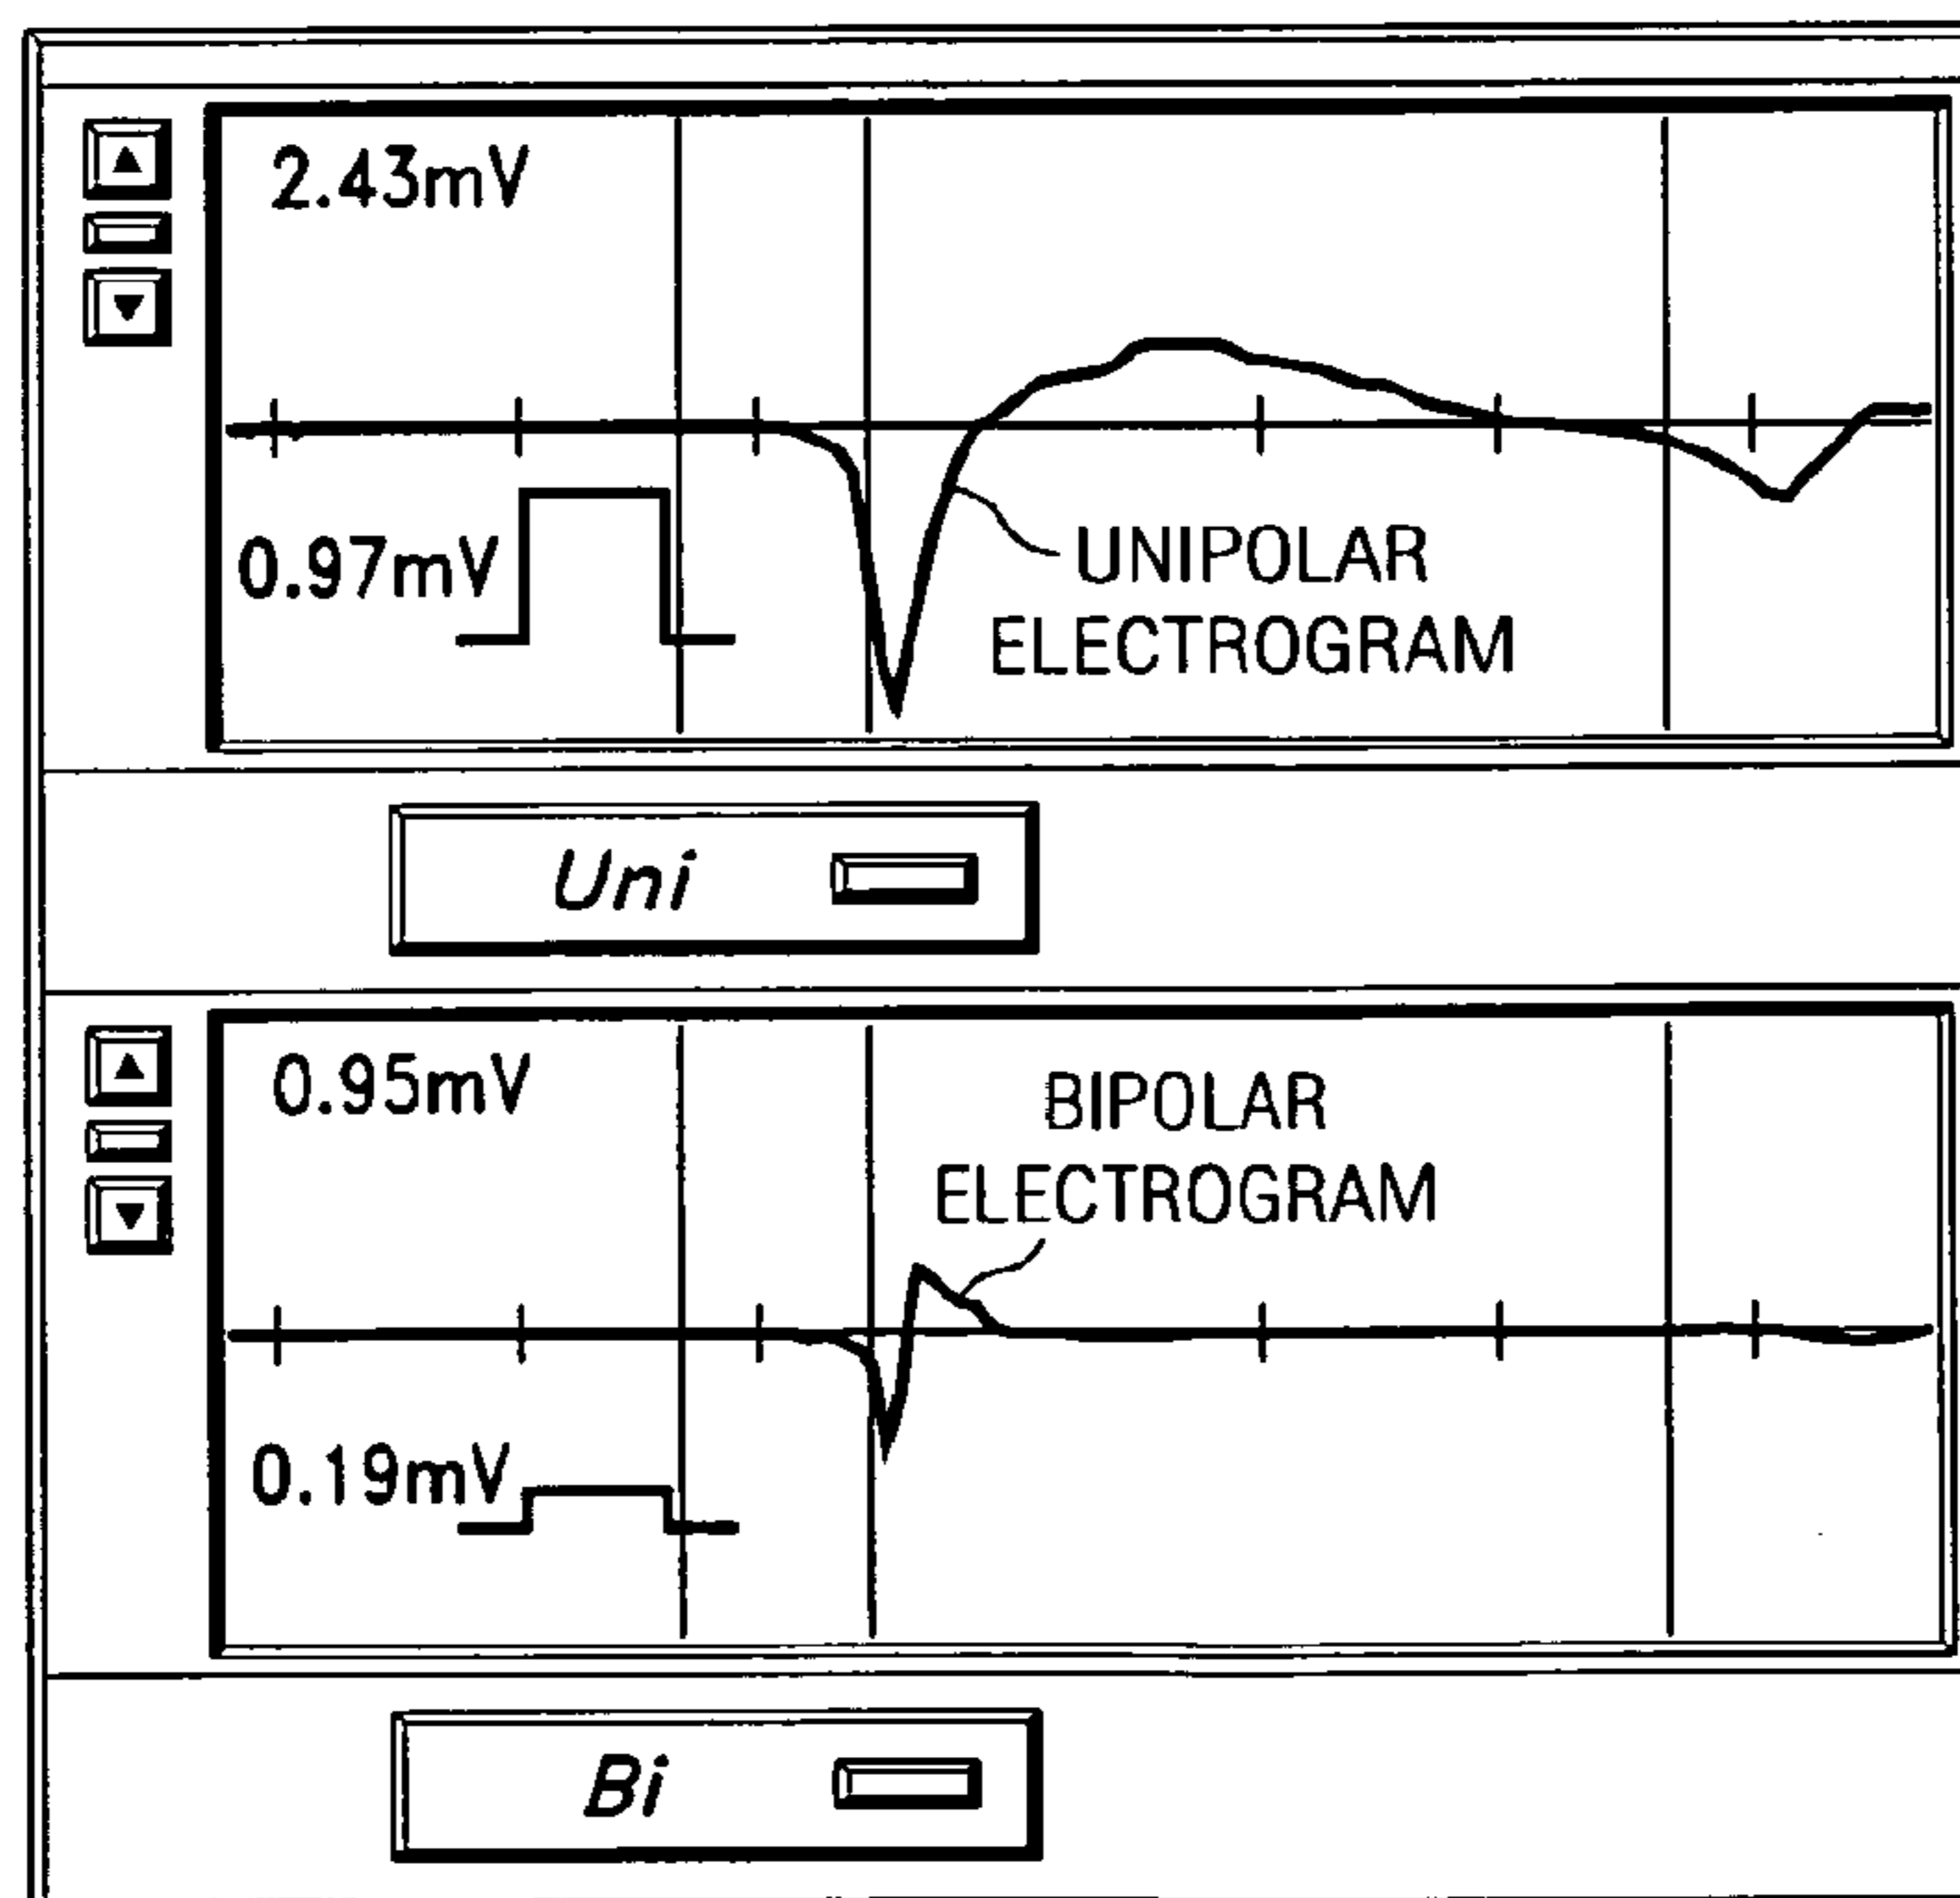 2.43mV
0.97mV
UNIPOLAR
ELECTROGRAM
Uni
0.95mV
BIPOLAR
ELECTROGRAM
0.19mV
Bi